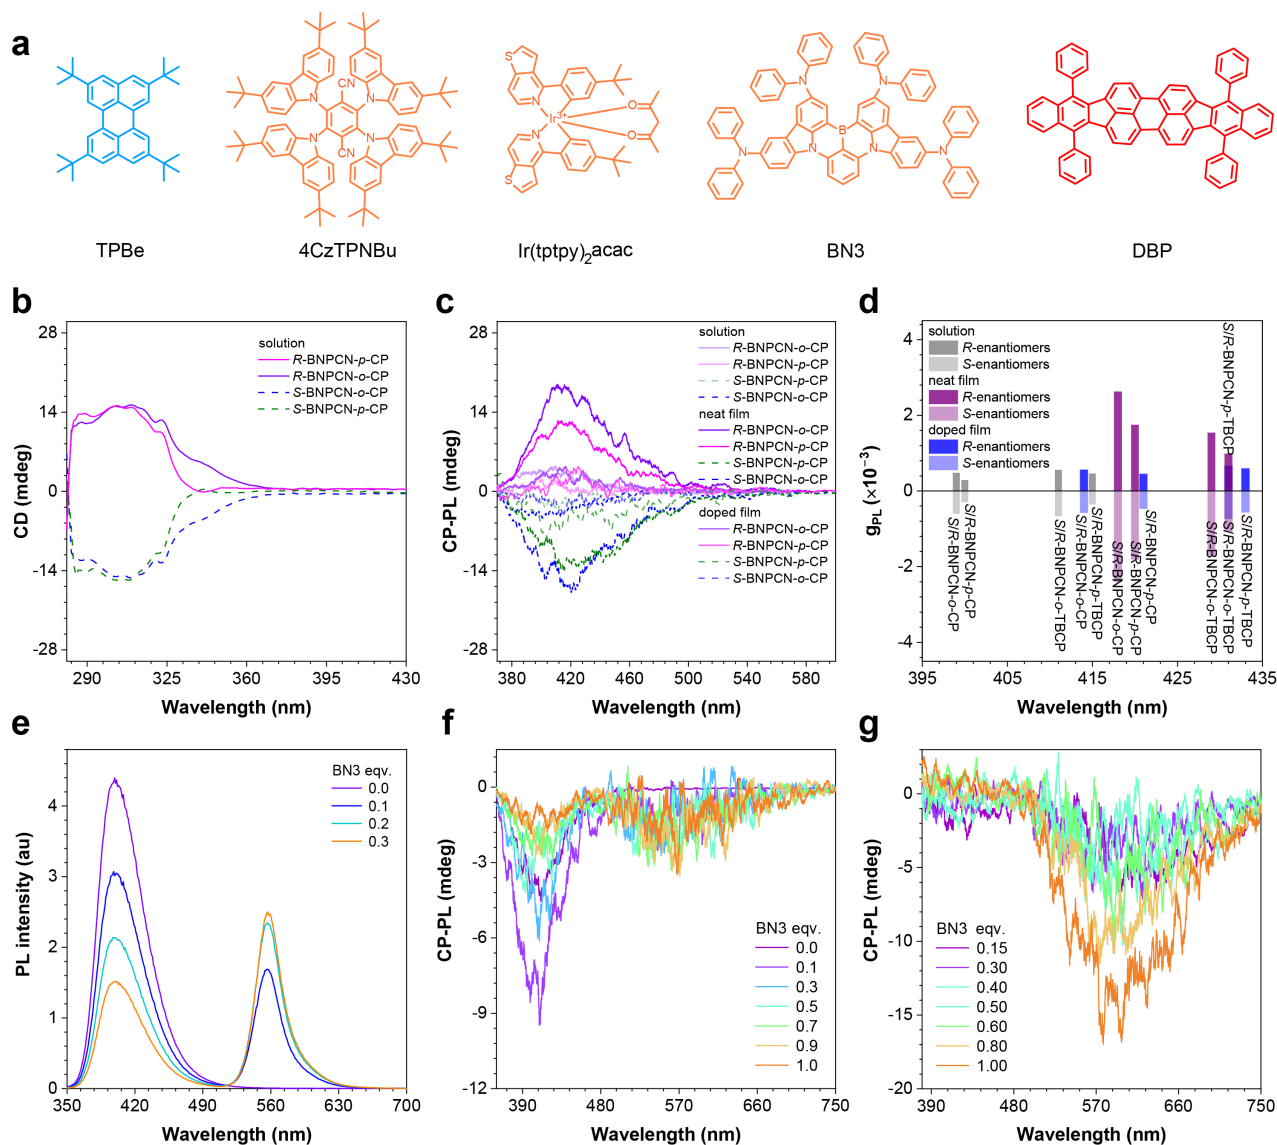 a
CN
CN
N
N
N
N
S
S
N
N
Ir3+
O
O
N
N
B
N
N
N
N
TPBe
4CzTPNBu
Ir(tptpy)2acac
BN3
DBP
b
CD (mdeg)
28
14
0
-14
-28
290
325
360
395
430
Wavelength (nm)
solution
R-BNPCN-p-CP
R-BNPCN-o-CP
S-BNPCN-o-CP
S-BNPCN-p-CP
c
CP-PL (mdeg)
28
14
0
-14
-28
380
420
460
500
540
580
Wavelength (nm)
solution
R-BNPCN-o-CP
R-BNPCN-p-CP
S-BNPCN-p-CP
S-BNPCN-o-CP
neat film
R-BNPCN-o-CP
R-BNPCN-p-CP
S-BNPCN-p-CP
S-BNPCN-o-CP
doped film
R-BNPCN-o-CP
R-BNPCN-p-CP
S-BNPCN-p-CP
S-BNPCN-o-CP
d
gPL (×10−3)
4
2
0
-2
-4
395
405
415
425
435
Wavelength (nm)
solution
R-enantiomers
S-enantiomers
neat film
R-enantiomers
S-enantiomers
doped film
R-enantiomers
S-enantiomers
S/R-BNPCN-o-CP
S/R-BNPCN-p-CP
S/R-BNPCN-o-TBCP
S/R-BNPCN-o-CP
S/R-BNPCN-p-TBCP
S/R-BNPCN-o-CP
S/R-BNPCN-p-CP
S/R-BNPCN-p-CP
S/R-BNPCN-o-TBCP
S/R-BNPCN-p-TBCP
S/R-BNPCN-o-TBCP
S/R-BNPCN-p-TBCP
e
PL intensity (au)
4
3
2
1
0
350
420
490
560
630
700
Wavelength (nm)
BN3 eqv.
0.0
0.1
0.2
0.3
f
CP-PL (mdeg)
0
-3
-6
-9
-12
390
480
570
660
750
Wavelength (nm)
BN3 eqv.
0.0
0.1
0.3
0.5
0.7
0.9
1.0
g
CP-PL (mdeg)
0
-5
-10
-15
-20
390
480
570
660
750
Wavelength (nm)
BN3 eqv.
0.15
0.30
0.40
0.50
0.60
0.80
1.00